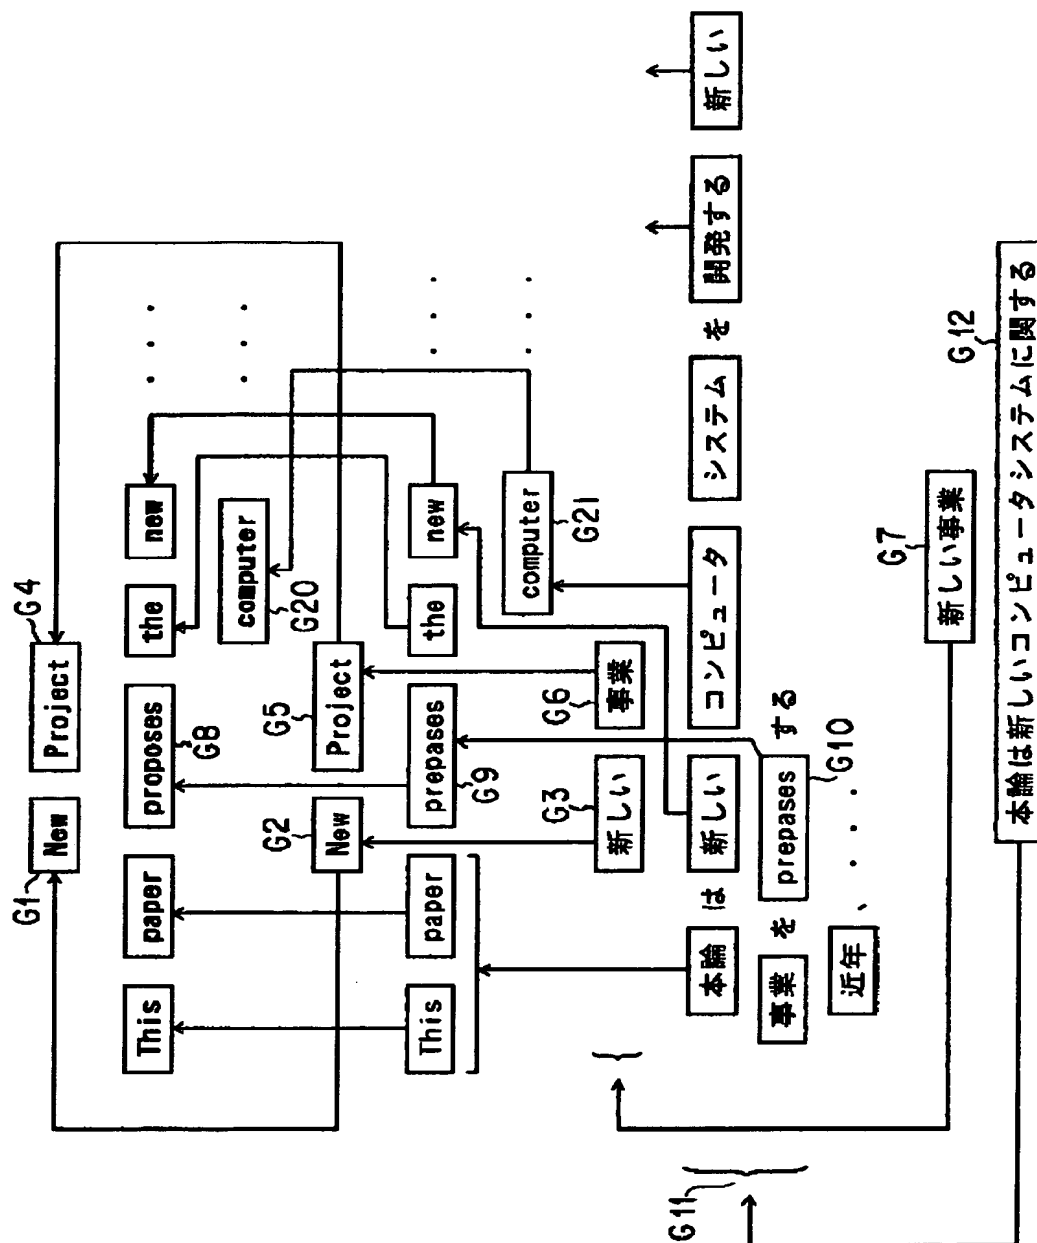 G1 G4
New Project
This paper proposes the new . . .
G8
computer . . .
G20
G2 G5
New Project
This paper prepases the new . . .
G9
computer . . .
G21
G3 G6
新しい 事業
本論 は 新しい コンピュータ システム を 開発する 新しい
事業 を prepases する
G10
近年 、 . . .
G11
G7
新しい事業
G12
本論は新しいコンピュータシステムに関する